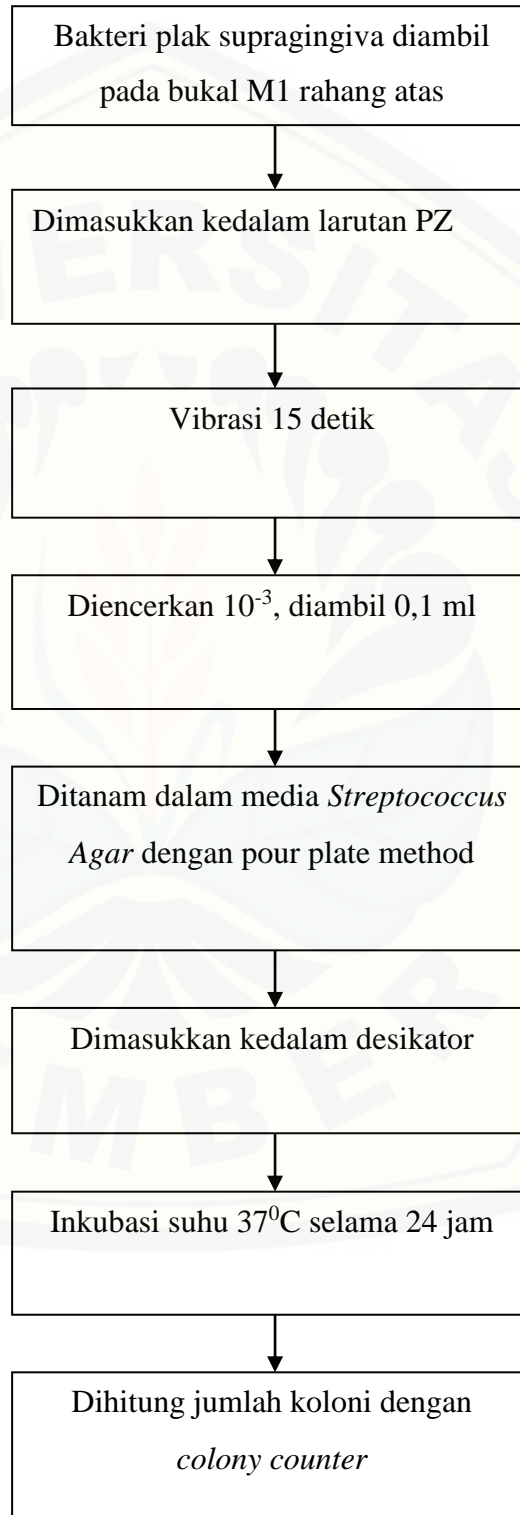 Bakteri plak supragingiva diambil
pada bukal M1 rahang atas
Dimasukkan kedalam larutan PZ
Vibrasi 15 detik
Diencerkan 10⁻³, diambil 0,1 ml
Ditanam dalam media Streptococcus
Agar dengan pour plate method
Dimasukkan kedalam desikator
Inkubasi suhu 37⁰C selama 24 jam
Dihitung jumlah koloni dengan
colony counter